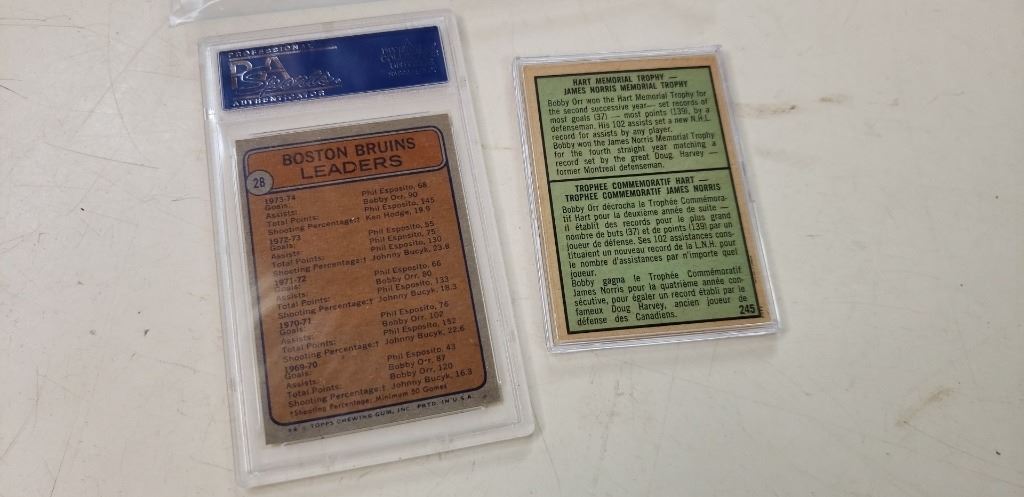 PROFESSIONAL
PSA Sports
AUTHENTICATOR
BOSTON BRUINS
LEADERS
28
1973-74
Goals: Phil Esposito, 68
Assists: Bobby Orr, 90
Total Points: Phil Esposito, 145
Shooting Percentage:† Ken Hodge, 19.9
1972-73
Goals: Phil Esposito, 55
Assists: Phil Esposito, 75
Total Points: Phil Esposito, 130
Shooting Percentage:† Johnny Bucyk, 23.8
1971-72
Goals: Phil Esposito, 66
Assists: Bobby Orr, 80
Total Points: Phil Esposito, 133
Shooting Percentage:† Johnny Bucyk, 18.3
1970-71
Goals: Phil Esposito, 76
Assists: Bobby Orr, 102
Total Points: Phil Esposito, 152
Shooting Percentage:† Johnny Bucyk, 22.6
1969-70
Goals: Phil Esposito, 43
Assists: Bobby Orr, 87
Total Points: Bobby Orr, 120
Shooting Percentage:† Johnny Bucyk, 16.3
†Shooting Percentage; Minimum 50 Games
© TOPPS CHEWING GUM, INC. PRTD. IN U.S.A.
HART MEMORIAL TROPHY —
JAMES NORRIS MEMORIAL TROPHY
Bobby Orr won the Hart Memorial Trophy for
the second successive year — set records of
most goals (37) — most points (139), by a
defenseman. His 102 assists set a new N.H.L.
record for assists by any player.
Bobby won the James Norris Memorial Trophy
for the fourth straight year matching a
record set by the great Doug. Harvey —
former Montreal defenseman.
TROPHEE COMMEMORATIF HART —
TROPHEE COMMEMORATIF JAMES NORRIS
Bobby Orr décrocha le Trophée Commémora-
tif Hart pour la deuxième année de suite —
il établit des records pour le plus grand
nombre de buts (37) et de points (139) par un
joueur de défense. Ses 102 assistances cons-
tituaient un nouveau record de la L.N.H. pour
le nombre d'assistances par n'importe quel
joueur.
Bobby gagna le Trophée Commémoratif
James Norris pour la quatrième année con-
sécutive, pour égaler un record établi par le
fameux Doug Harvey, ancien joueur de
défense des Canadiens.
245